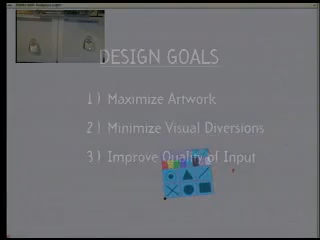 DESIGN GOALS
1) Maximize Artwork
2) Minimize Visual Diversions
3) Improve Quality of Input